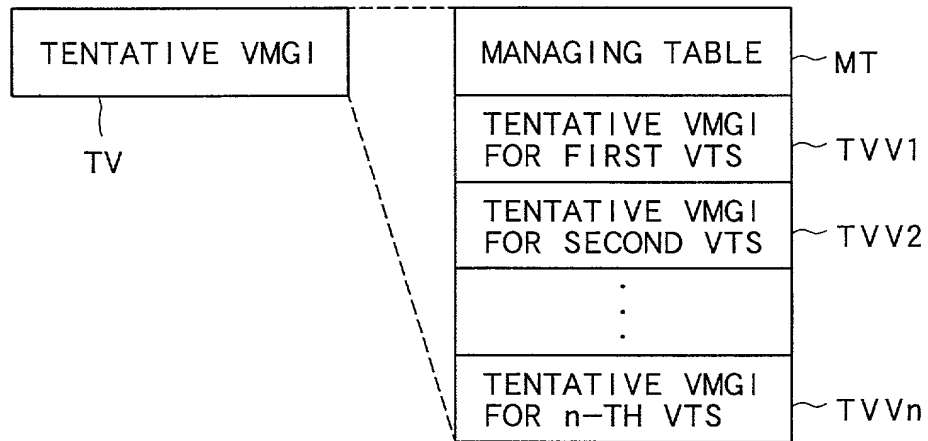 TENTATIVE VMGI
TV
MANAGING TABLE
MT
TENTATIVE VMGI
FOR FIRST VTS
TVV1
TENTATIVE VMGI
FOR SECOND VTS
TVV2
TENTATIVE VMGI
FOR n-TH VTS
TVVn